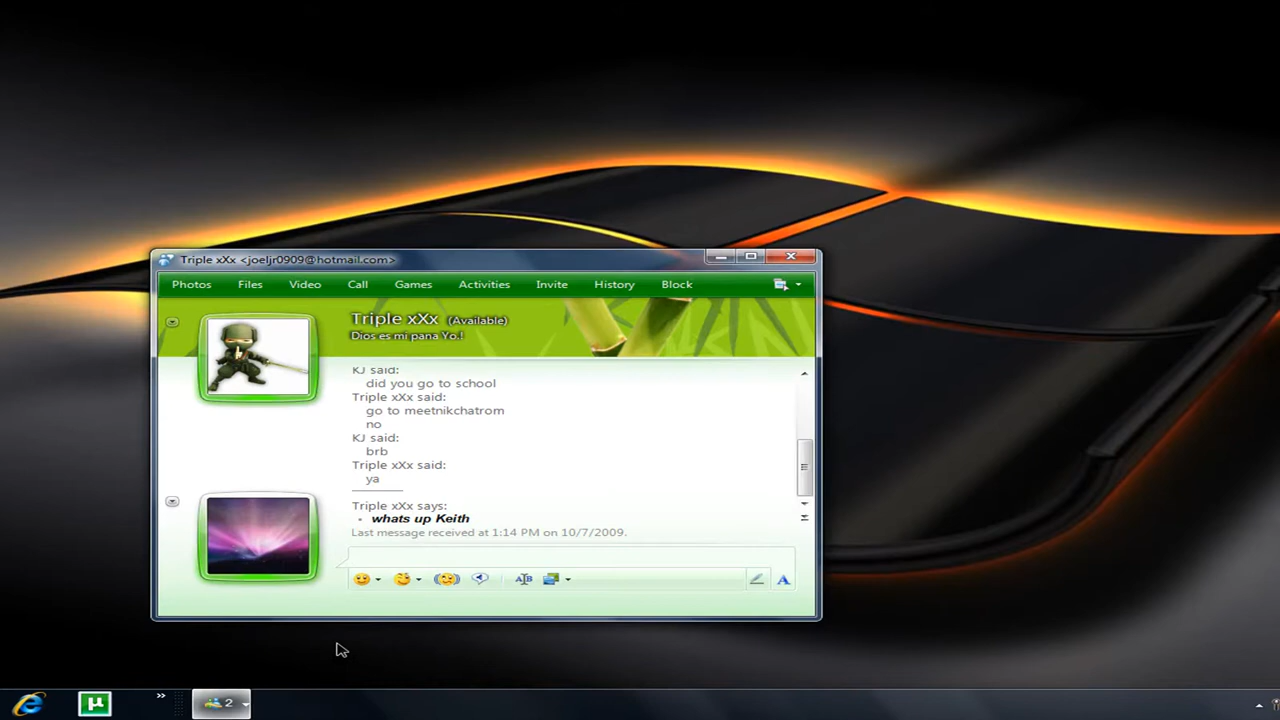 Triple xXx <joeljr0909@hotmail.com>
Photos Files Video Call Games Activities Invite History Block
Triple xXx (Available)
Dios es mi pana Yo.!
KJ said:
did you go to school
Triple xXx said:
go to meetnikchatrom
no
KJ said:
brb
Triple xXx said:
ya
Triple xXx says:
• whats up Keith
Last message received at 1:14 PM on 10/7/2009.
µ
2